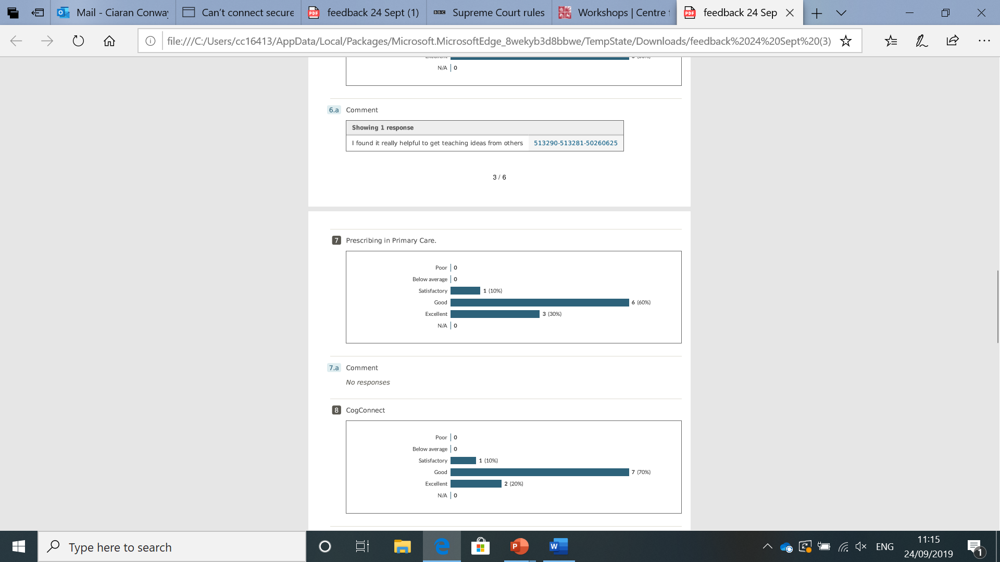 Mail - Ciaran Conway
Can't connect secure
feedback 24 Sept (1)
BBC Supreme Court rules
Workshops | Centre
feedback 24 Sep
file:///C:/Users/cc16413/AppData/Local/Packages/Microsoft.MicrosoftEdge_8wekyb3d8bbwe/TempState/Downloads/feedback%2024%20Sept%20(3)
N/A 0
6.a Comment
Showing 1 response
I found it really helpful to get teaching ideas from others 513290-513281-50260625
3 / 6
7 Prescribing in Primary Care.
Poor 0
Below average 0
Satisfactory 1 (10%)
Good 6 (60%)
Excellent 3 (30%)
N/A 0
7.a Comment
No responses
8 CogConnect
Poor 0
Below average 0
Satisfactory 1 (10%)
Good 7 (70%)
Excellent 2 (20%)
N/A 0
Type here to search
ENG
11:15
24/09/2019
1